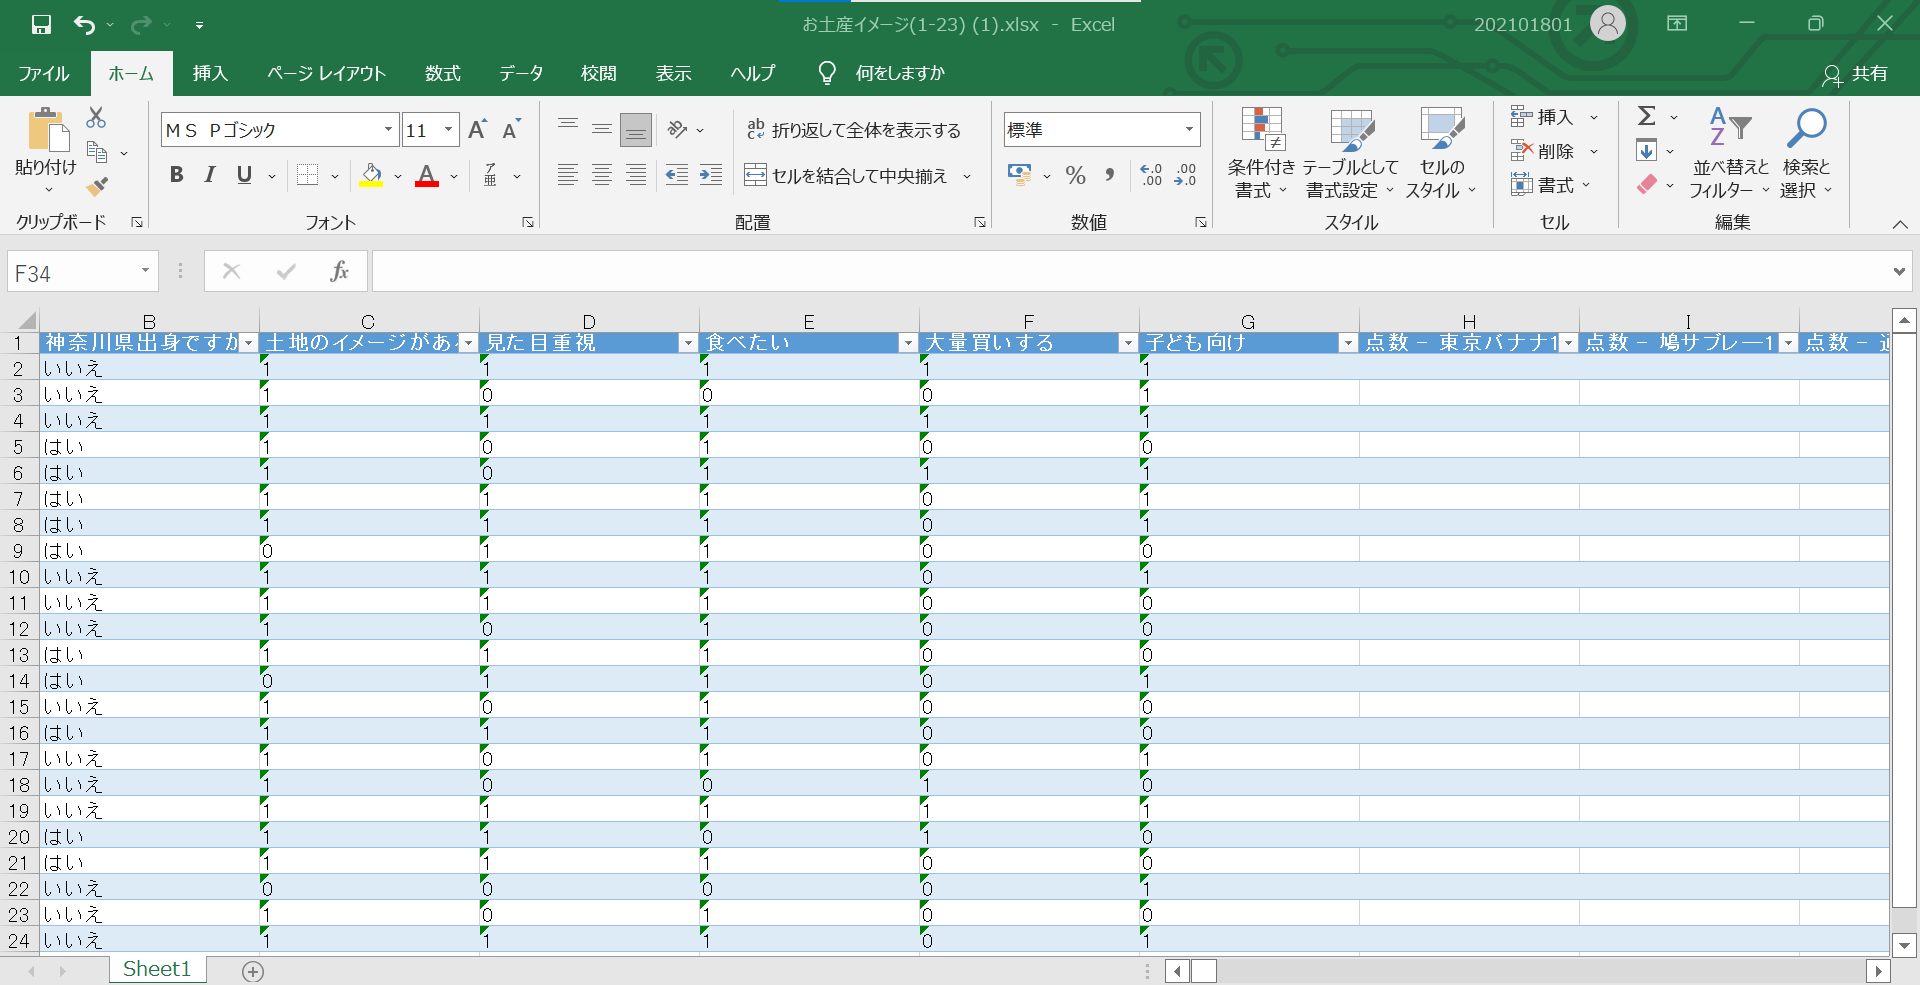 お土産イメージ(1-23) (1).xlsx - Excel
202101801
ファイル ホーム 挿入 ページ レイアウト 数式 データ 校閲 表示 ヘルプ 何をしますか 共有
貼り付け
クリップボード
ＭＳ Ｐゴシック 11
B I U
フォント
折り返して全体を表示する
セルを結合して中央揃え
配置
標準
数値
条件付き書式
テーブルとして書式設定
セルのスタイル
スタイル
挿入
削除
書式
セル
並べ替えとフィルター
検索と選択
編集
F34
fx
B C D E F G H I
1 神奈川県出身ですか 土地のイメージがあ 見た目重視 食べたい 大量買いする 子ども向け 点数 – 東京バナナ1 点数 – 鳩サブレー1 点数 –
2 いいえ 1 1 1 1 1
3 いいえ 1 0 0 0 1
4 いいえ 1 1 1 1 1
5 はい 1 0 1 0 0
6 はい 1 0 1 1 1
7 はい 1 1 1 0 1
8 はい 1 1 1 0 1
9 はい 0 1 1 0 0
10 いいえ 1 1 1 0 1
11 いいえ 1 1 1 0 0
12 いいえ 1 0 1 0 0
13 はい 1 1 1 0 0
14 はい 0 1 1 0 1
15 いいえ 1 0 1 0 0
16 はい 1 1 1 0 0
17 いいえ 1 0 1 0 1
18 いいえ 1 0 0 1 0
19 いいえ 1 1 1 1 1
20 はい 1 1 0 1 0
21 はい 1 1 1 0 0
22 いいえ 0 0 0 0 1
23 いいえ 1 0 1 0 0
24 いいえ 1 1 1 0 1
Sheet1